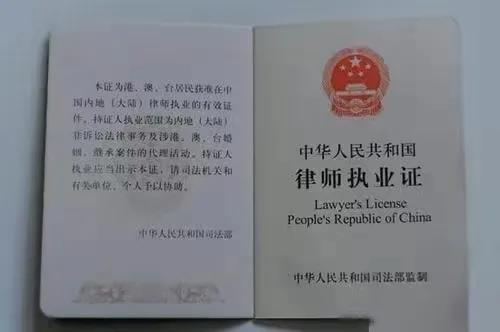 本证为港、澳、台居民获准在中
国内地（大陆）律师执业的有效证
件。持证人执业范围为内地（大陆）
非诉讼法律事务及涉港、澳、台婚
姻、继承案件的代理活动。持证人
执业应当出示本证，请司法机关和
有关单位、个人予以协助。
中华人民共和国司法部
中华人民共和国
律师执业证
Lawyer's License
People's Republic of China
中华人民共和国司法部监制